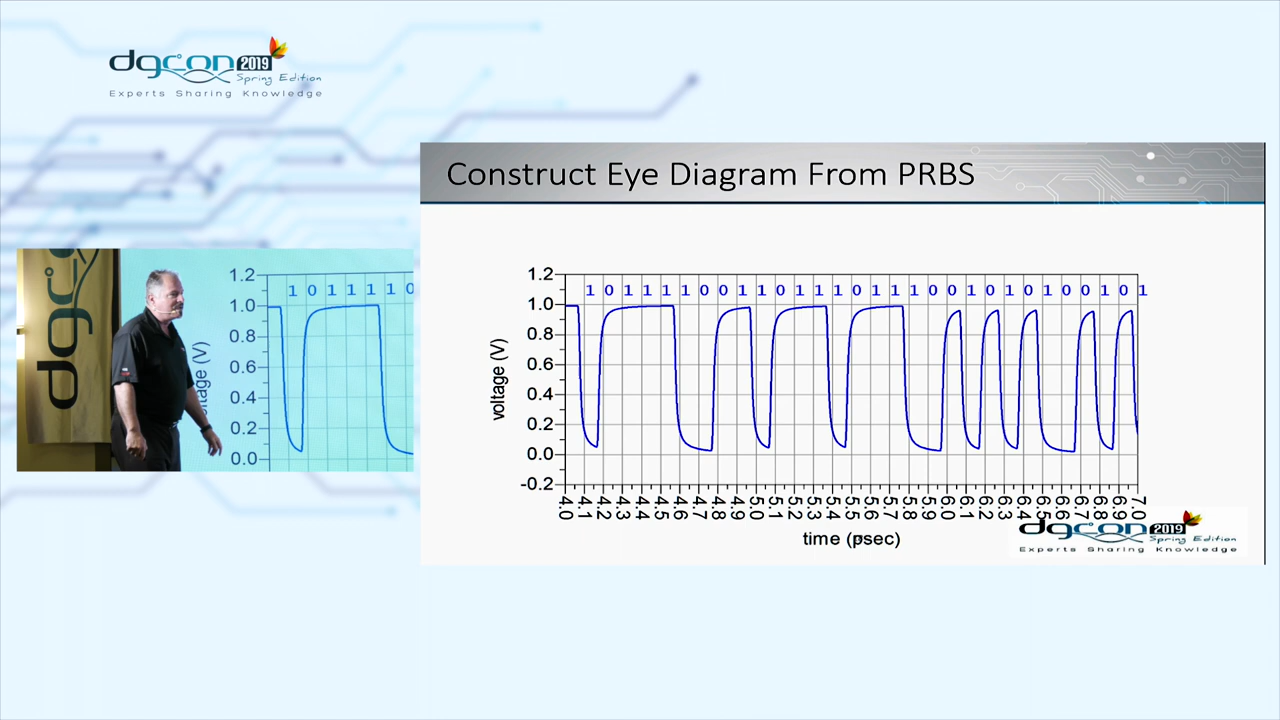 dgcon 2019
Spring Edition
Experts Sharing Knowledge
Construct Eye Diagram From PRBS
dgc
1.2
1.0
0.8
0.6
0.4
0.2
0.0
1 0 1 1 1 1 0
voltage (V)
1.2
1.0
0.8
0.6
0.4
0.2
0.0
-0.2
1 0 1 1 1 1 0 0 1 1 0 1 1 1 0 1 1 1 0 0 1 0 1 0 1 0 0 1 0 1
4.0 4.1 4.2 4.3 4.4 4.5 4.6 4.7 4.8 4.9 5.0 5.1 5.2 5.3 5.4 5.5 5.6 5.7 5.8 5.9 6.0 6.1 6.2 6.3 6.4 6.5 6.6 6.7 6.8 6.9 7.0
time (psec)
dgcon 2019
Spring Edition
Experts Sharing Knowledge